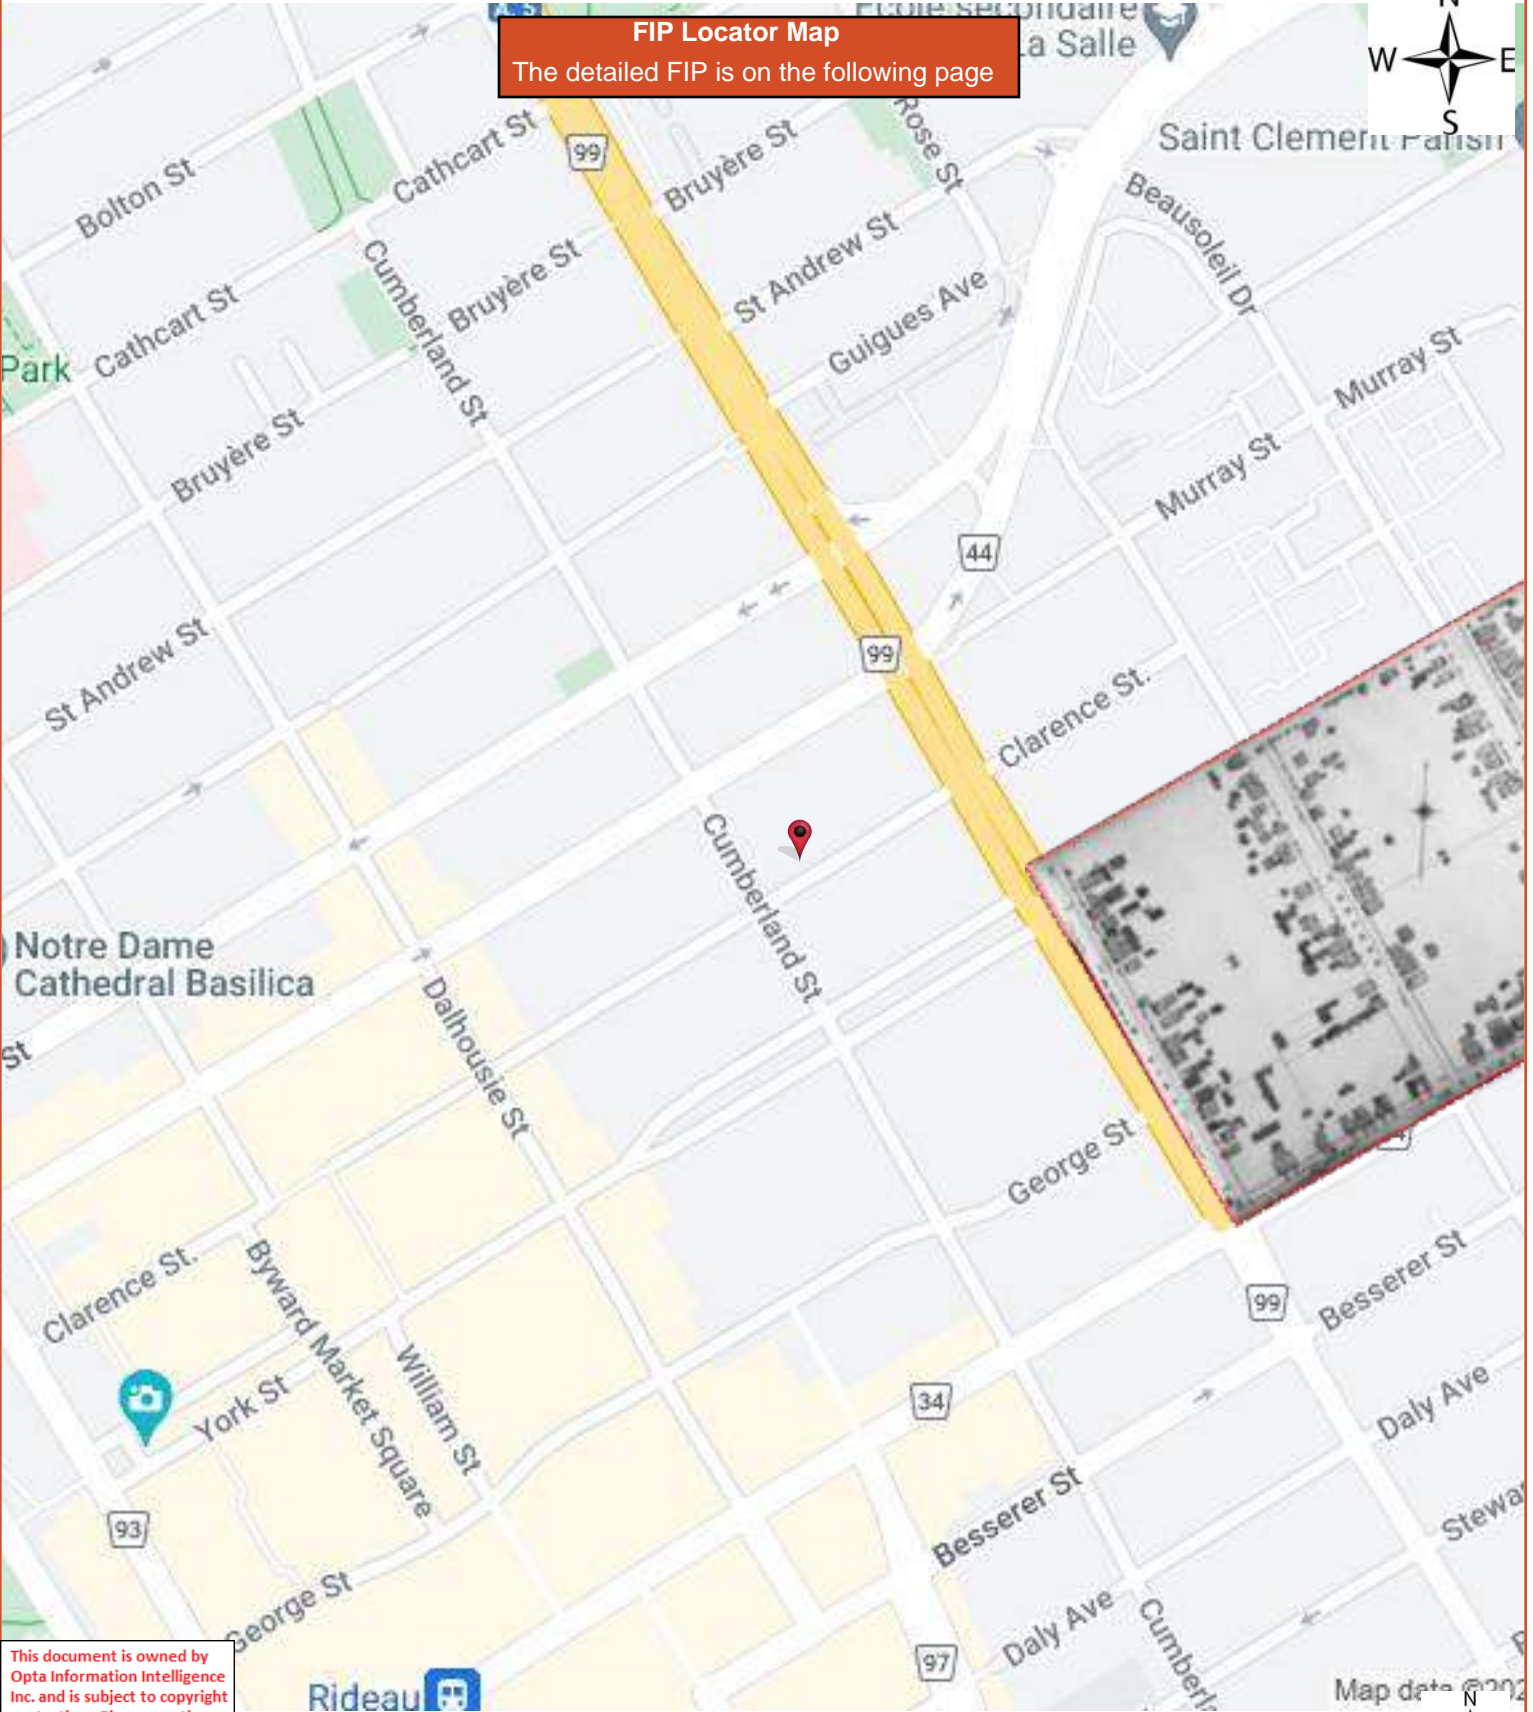 FIP Locator Map
The detailed FIP is on the following page
École secondaire
La Salle
N
W
E
S
Saint Clement Parish
Cathcart St
99
Bruyère St
Rose St
Bolton St
Beausoleil Dr
St Andrew St
Cumberland St
Bruyère St
Guigues Ave
Cathcart St
Park
Murray St
Bruyère St
Murray St
44
St Andrew St
99
Clarence St.
Cumberland St
Notre Dame
Cathedral Basilica
St
Dalhousie St
George St
Clarence St.
Byward Market Square
William St
York St
99
Besserer St
34
Daly Ave
Besserer St
93
George St
Daly Ave
Cumberla
97
Rideau
This document is owned by
Opta Information Intelligence
Inc. and is subject to copyright
Map data ©202
N